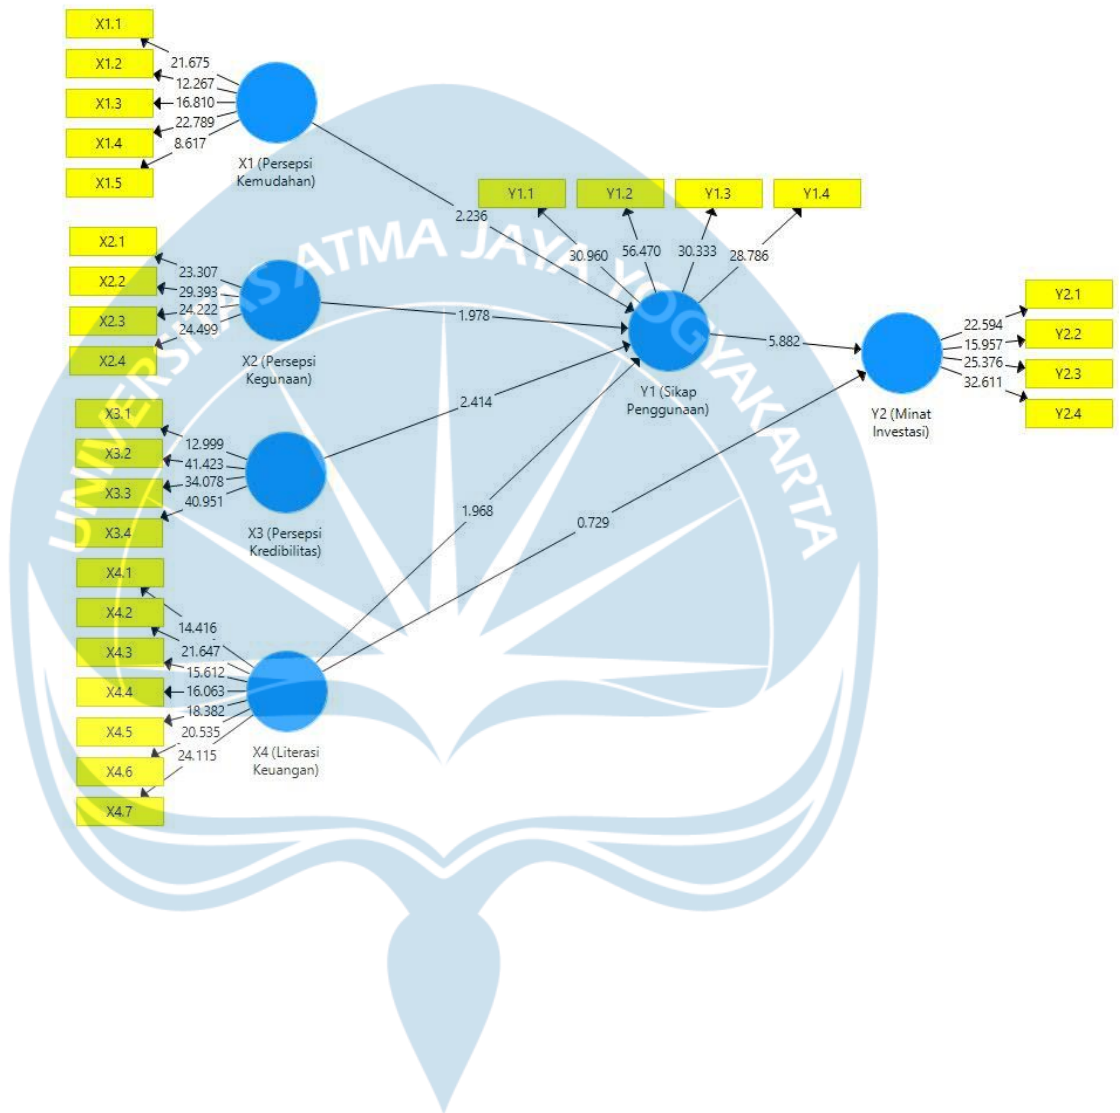 X1.1
X1.2
X1.3
X1.4
X1.5
21.675
12.267
16.810
22.789
8.617
X1 (Persepsi
Kemudahan)
X2.1
X2.2
X2.3
X2.4
23.307
29.393
24.222
24.499
X2 (Persepsi
Kegunaan)
X3.1
X3.2
X3.3
X3.4
12.999
41.423
34.078
40.951
X3 (Persepsi
Kredibilitas)
X4.1
X4.2
X4.3
X4.4
X4.5
X4.6
X4.7
14.416
21.647
15.612
16.063
18.382
20.535
24.115
X4 (Literasi
Keuangan)
2.236
1.978
2.414
1.968
0.729
Y1.1
Y1.2
Y1.3
Y1.4
30.960
56.470
30.333
28.786
Y1 (Sikap
Penggunaan)
5.882
Y2 (Minat
Investasi)
22.594
15.957
25.376
32.611
Y2.1
Y2.2
Y2.3
Y2.4
UNIVERSITAS ATMA JAYA YOGYAKARTA